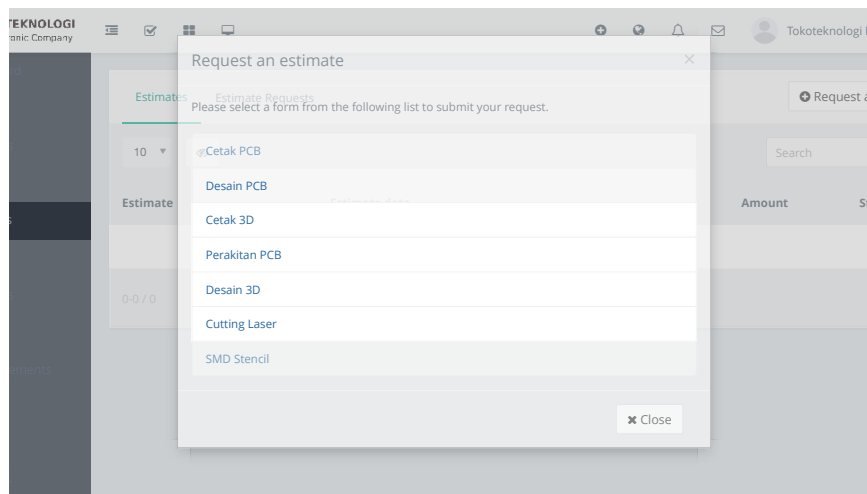 TEKNOLOGI
ronic Company
Tokoteknologi
Request an estimate
×
Estimates
Estimate Requests
Request a
Please select a form from the following list to submit your request.
10
Search
Cetak PCB
Desain PCB
Estimate
Amount
S
Cetak 3D
Perakitan PCB
Desain 3D
0-0 / 0
Cutting Laser
SMD Stencil
ements
Close